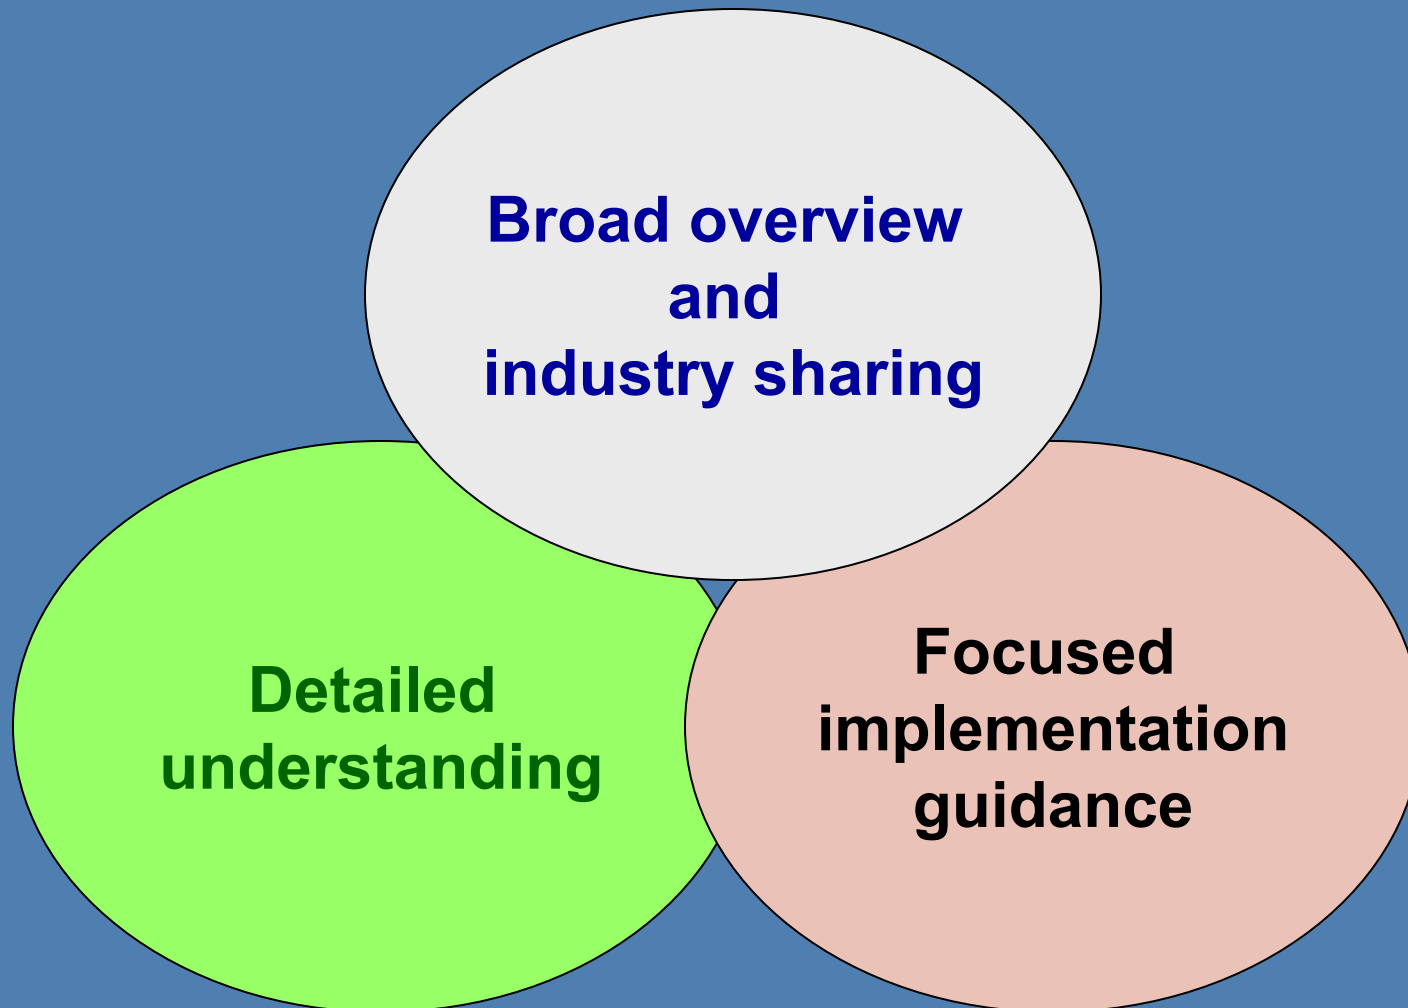 Broad overview
and
industry sharing
Detailed
understanding
Focused
implementation
guidance